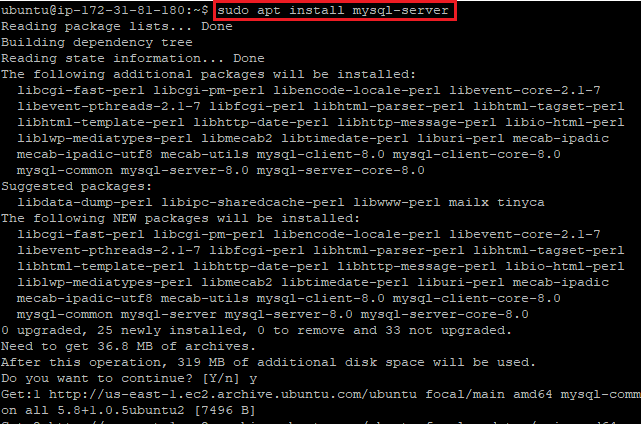 ubuntu@ip-172-31-81-180:~$ sudo apt install mysql-server
Reading package lists... Done
Building dependency tree
Reading state information... Done
The following additional packages will be installed:
  libcgi-fast-perl libcgi-pm-perl libencode-locale-perl libevent-core-2.1-7
  libevent-pthreads-2.1-7 libfcgi-perl libhtml-parser-perl libhtml-tagset-perl
  libhtml-template-perl libhttp-date-perl libhttp-message-perl libio-html-perl
  liblwp-mediatypes-perl libmecab2 libtimedate-perl liburi-perl mecab-ipadic
  mecab-ipadic-utf8 mecab-utils mysql-client-8.0 mysql-client-core-8.0
  mysql-common mysql-server-8.0 mysql-server-core-8.0
Suggested packages:
  libdata-dump-perl libipc-sharedcache-perl libwww-perl mailx tinyca
The following NEW packages will be installed:
  libcgi-fast-perl libcgi-pm-perl libencode-locale-perl libevent-core-2.1-7
  libevent-pthreads-2.1-7 libfcgi-perl libhtml-parser-perl libhtml-tagset-perl
  libhtml-template-perl libhttp-date-perl libhttp-message-perl libio-html-perl
  liblwp-mediatypes-perl libmecab2 libtimedate-perl liburi-perl mecab-ipadic
  mecab-ipadic-utf8 mecab-utils mysql-client-8.0 mysql-client-core-8.0
  mysql-common mysql-server mysql-server-8.0 mysql-server-core-8.0
0 upgraded, 25 newly installed, 0 to remove and 33 not upgraded.
Need to get 36.8 MB of archives.
After this operation, 319 MB of additional disk space will be used.
Do you want to continue? [Y/n] y
Get:1 http://us-east-1.ec2.archive.ubuntu.com/ubuntu focal/main amd64 mysql-comm
on all 5.8+1.0.5ubuntu2 [7496 B]